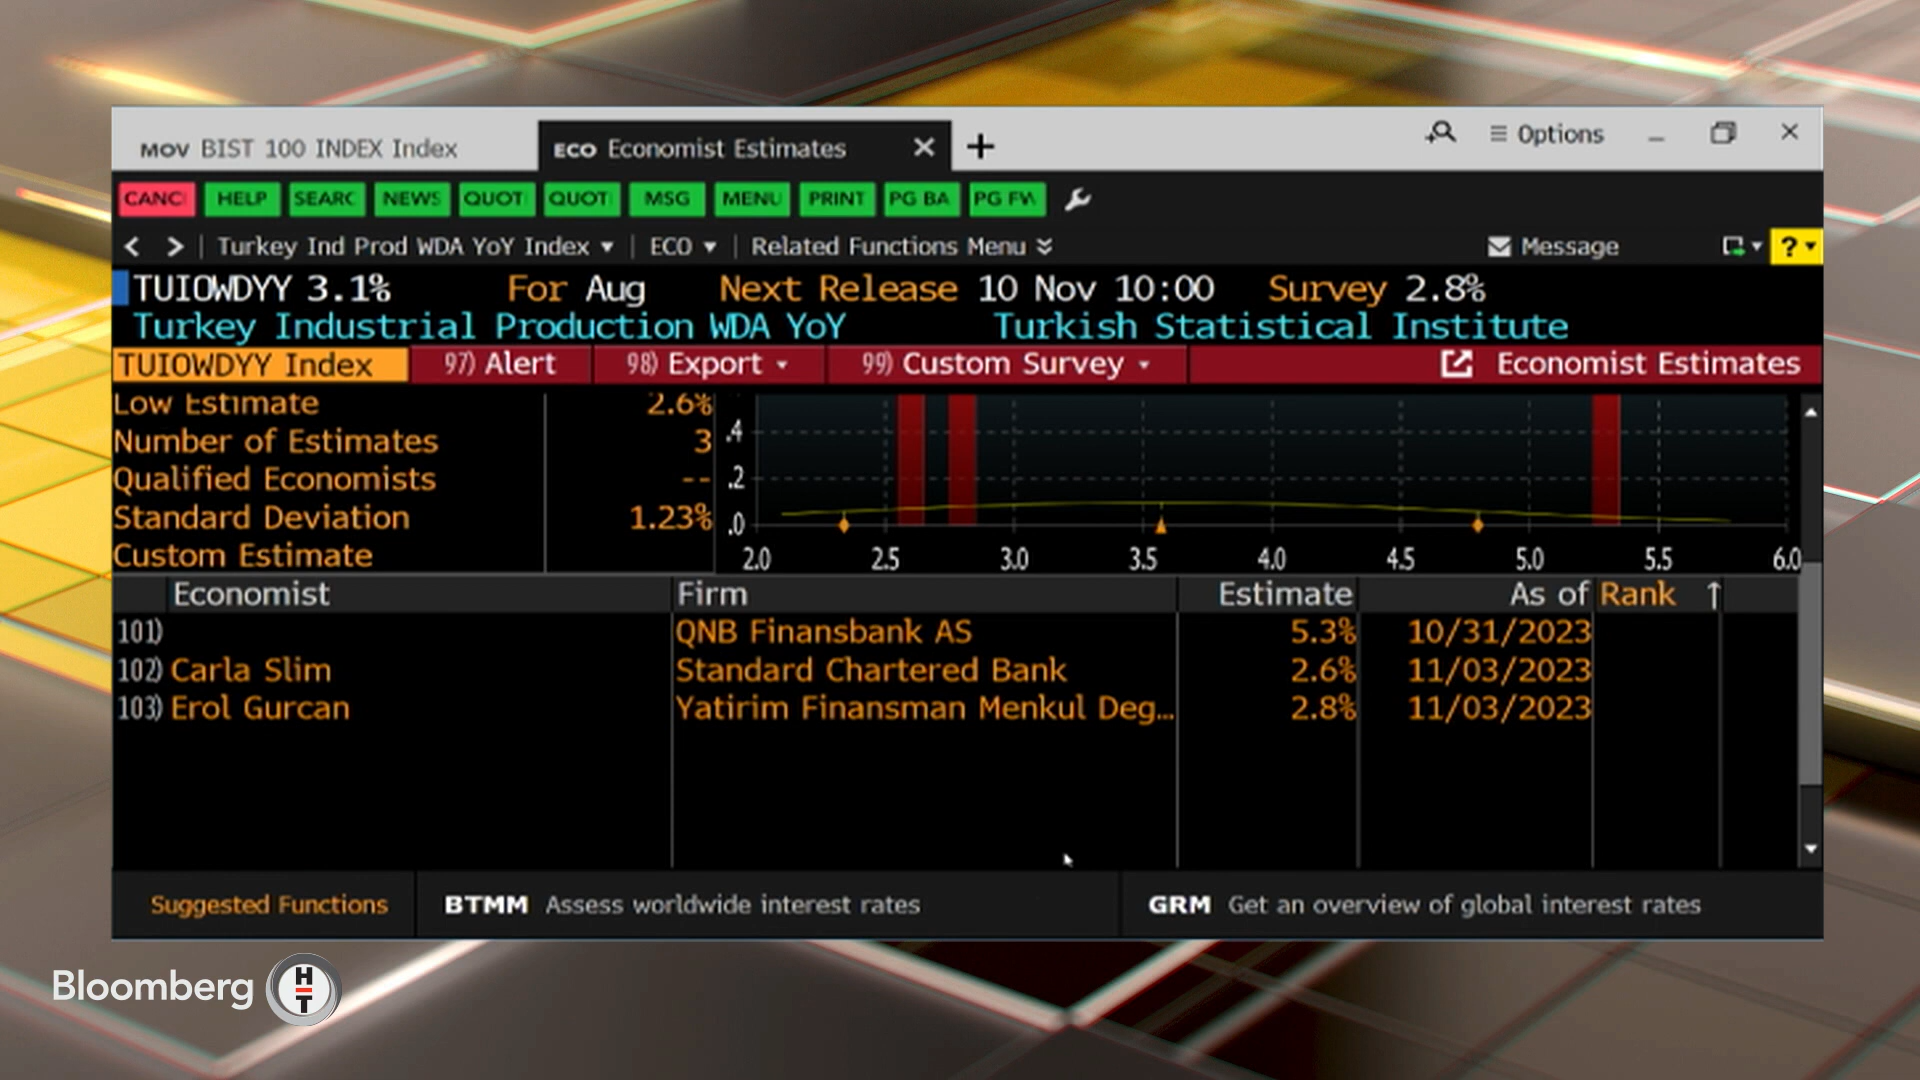 MOV BIST 100 INDEX Index
ECO Economist Estimates
Options
CANC HELP SEARC NEWS QUOT QUOT MSG MENU PRINT PG BA PG FW
Turkey Ind Prod WDA YoY Index ECO Related Functions Menu Message ?
TUIOWDYY 3.1% For Aug Next Release 10 Nov 10:00 Survey 2.8%
Turkey Industrial Production WDA YoY Turkish Statistical Institute
TUIOWDYY Index 97) Alert 98) Export 99) Custom Survey Economist Estimates
Low Estimate 2.6%
Number of Estimates 3
Qualified Economists --
Standard Deviation 1.23%
Custom Estimate
.4
.2
.0
2.0 2.5 3.0 3.5 4.0 4.5 5.0 5.5 6.0
Economist Firm Estimate As of Rank ↑
101) QNB Finansbank AS 5.3% 10/31/2023
102) Carla Slim Standard Chartered Bank 2.6% 11/03/2023
103) Erol Gurcan Yatirim Finansman Menkul Deg... 2.8% 11/03/2023
Suggested Functions BTMM Assess worldwide interest rates GRM Get an overview of global interest rates
Bloomberg HT